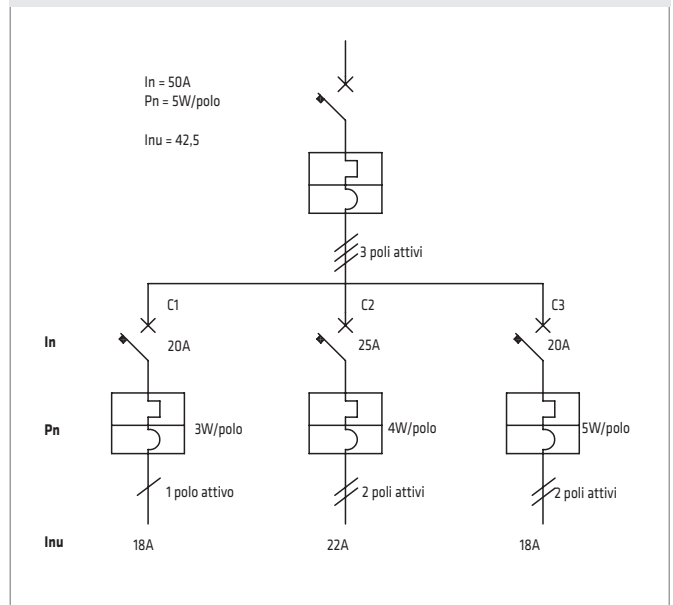 In = 50A
Pn = 5W/polo
Inu = 42,5
3 poli attivi
C1 C2 C3
In 20A 25A 20A
Pn 3W/polo 4W/polo 5W/polo
1 polo attivo 2 poli attivi 2 poli attivi
Inu 18A 22A 18A